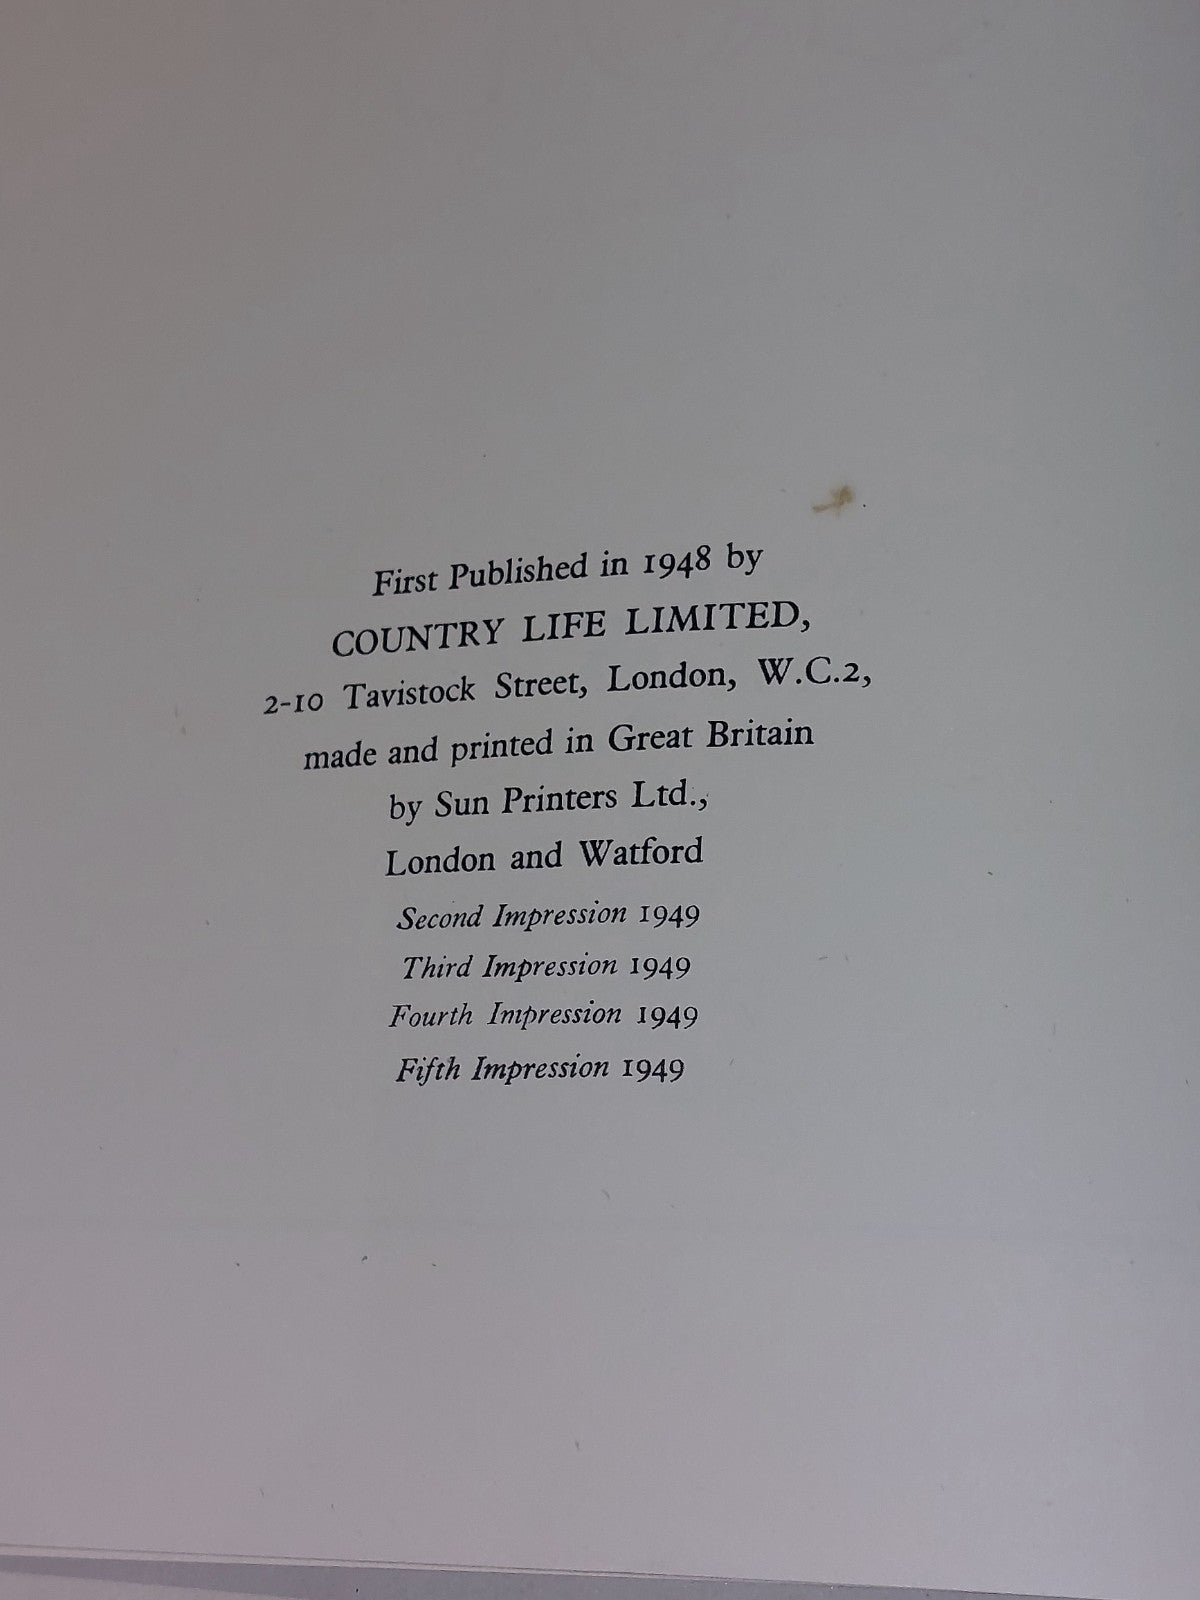 First Published in 1948 by
COUNTRY LIFE LIMITED,
2-10 Tavistock Street, London, W.C.2,
made and printed in Great Britain
by Sun Printers Ltd.,
London and Watford
Second Impression 1949
Third Impression 1949
Fourth Impression 1949
Fifth Impression 1949